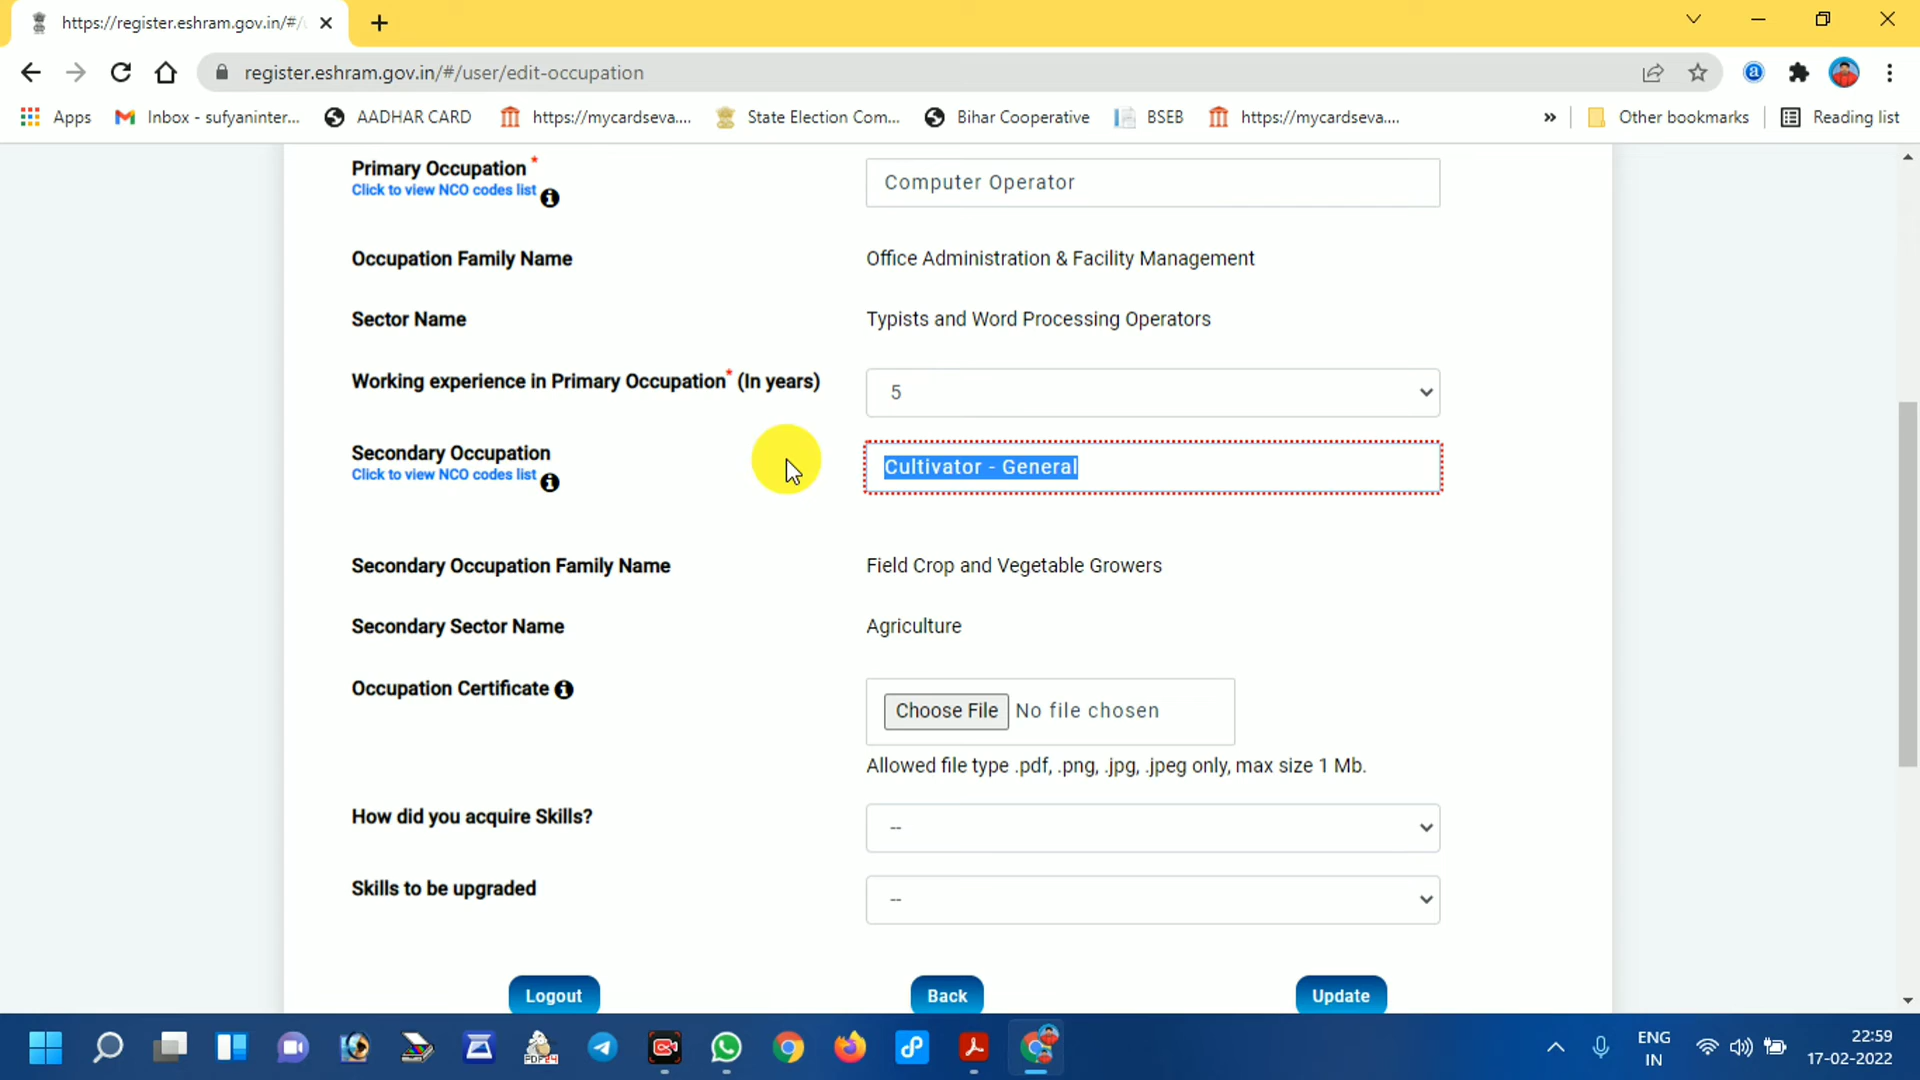 https://register.eshram.gov.in/#/u
register.eshram.gov.in/#/user/edit-occupation
Apps
Inbox - sufyaninter...
AADHAR CARD
https://mycardseva....
State Election Com...
Bihar Cooperative
BSEB
https://mycardseva....
»
Other bookmarks
Reading list
Primary Occupation *
Click to view NCO codes list
Computer Operator
Occupation Family Name
Office Administration & Facility Management
Sector Name
Typists and Word Processing Operators
Working experience in Primary Occupation* (In years)
5
Secondary Occupation
Click to view NCO codes list
Cultivator - General
Secondary Occupation Family Name
Field Crop and Vegetable Growers
Secondary Sector Name
Agriculture
Occupation Certificate
Choose File No file chosen
Allowed file type .pdf, .png, .jpg, .jpeg only, max size 1 Mb.
How did you acquire Skills?
--
Skills to be upgraded
--
Logout
Back
Update
PDF24
ENG
IN
22:59
17-02-2022